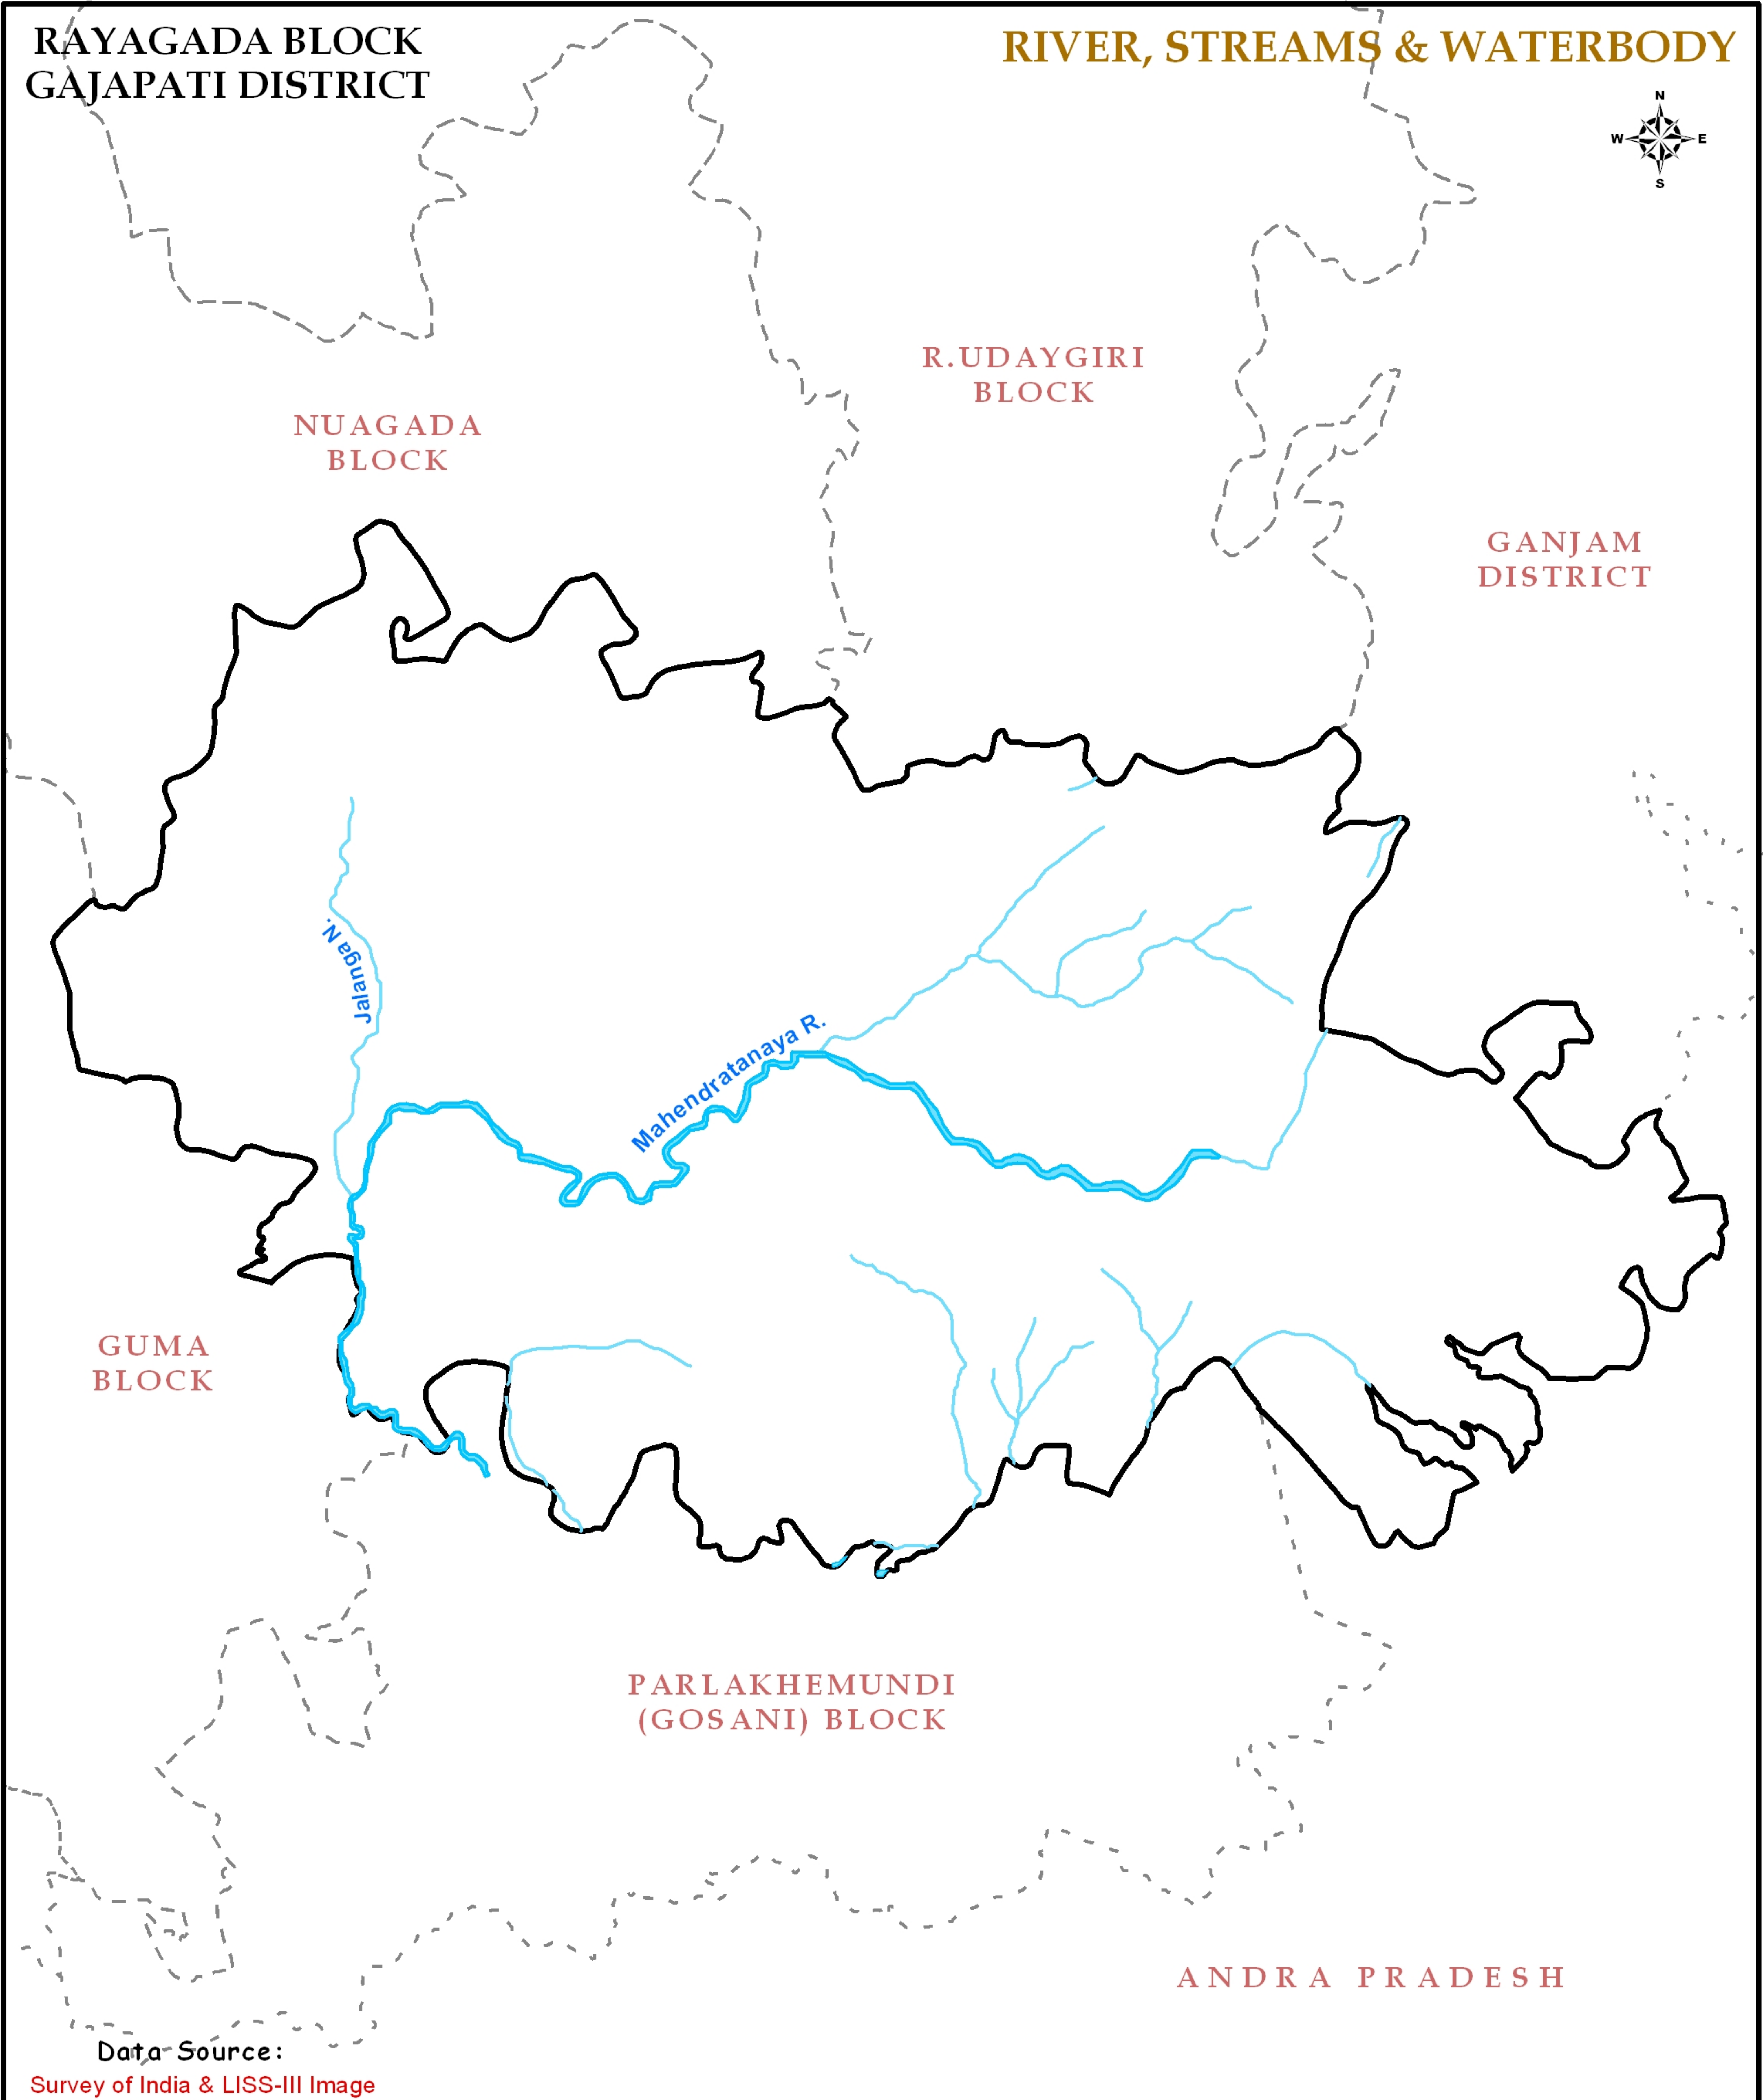 RAYAGADA BLOCK
GAJAPATI DISTRICT
RIVER, STREAMS & WATERBODY
N
W
E
S
R.UDAYGIRI
BLOCK
NUAGADA
BLOCK
GANJAM
DISTRICT
Jalanga N.
Mahendratanaya R.
GUMA
BLOCK
PARLAKHEMUNDI
(GOSANI) BLOCK
ANDRA PRADESH
Data Source:
Survey of India & LISS-III Image